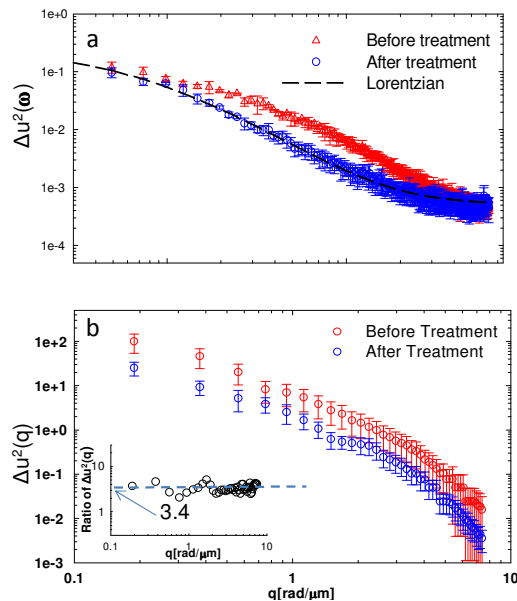 a
Before treatment
After treatment
Lorentzian
Δu²(ω)
1e+0
1e-1
1e-2
1e-3
1e-4
b
Before Treatment
After Treatment
Δu²(q)
1e+2
1e+1
1e+0
1e-1
1e-2
1e-3
Ratio of Δu²(q)
10
1
3.4
0.1
1
10
q[rad/μm]
0.1
1
10
q[rad/μm]